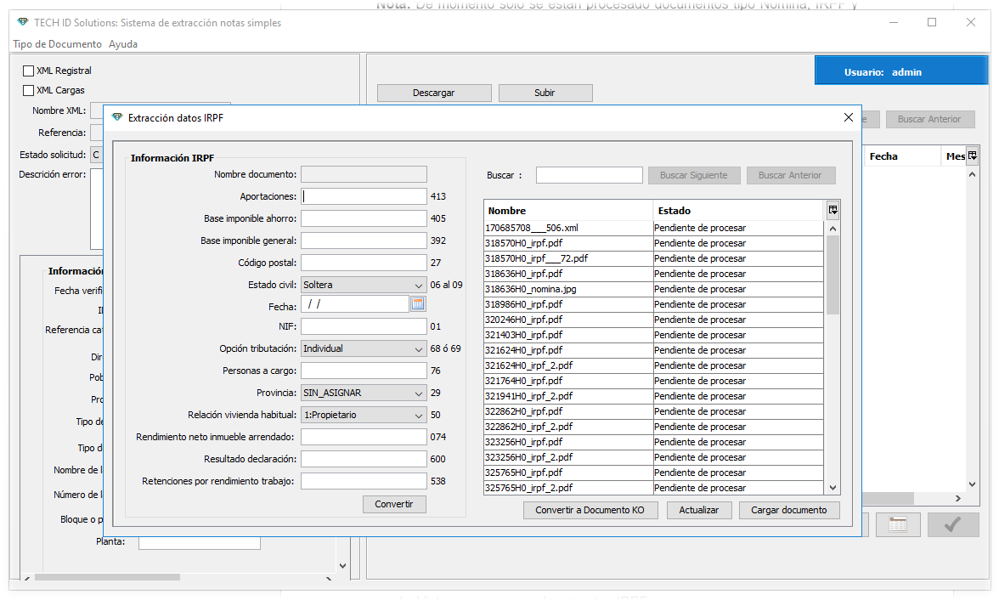 Nota: De momento solo se están procesado documentos tipo Nomina, IRPF y
TECH ID Solutions: Sistema de extracción notas simples
Tipo de Documento Ayuda
XML Registral
XML Cargas
Nombre XML:
Referencia:
Estado solicitud: C
Descrición error:
Usuario: admin
Descargar Subir
Buscar Anterior
Fecha Mes
Información
Fecha verifi
Referencia cat
Dir
Pob
Pro
Tipo de
Tipo d
Nombre de l
Número de l
Bloque o p
Planta:
Extracción datos IRPF
Información IRPF
Nombre documento:
Aportaciones: 413
Base imponible ahorro: 405
Base imponible general: 392
Código postal: 27
Estado civil: Soltera 06 al 09
Fecha: / /
NIF: 01
Opción tributación: Individual 68 ó 69
Personas a cargo: 76
Provincia: SIN_ASIGNAR 29
Relación vivienda habitual: 1:Propietario 50
Rendimiento neto inmueble arrendado: 074
Resultado declaración: 600
Retenciones por rendimiento trabajo: 538
Convertir
Buscar : Buscar Siguiente Buscar Anterior
Nombre Estado
170685708___506.xml Pendiente de procesar
318570H0_irpf.pdf Pendiente de procesar
318570H0_irpf___72.pdf Pendiente de procesar
318636H0_irpf.pdf Pendiente de procesar
318636H0_nomina.jpg Pendiente de procesar
318986H0_irpf.pdf Pendiente de procesar
320246H0_irpf.pdf Pendiente de procesar
321403H0_irpf.pdf Pendiente de procesar
321624H0_irpf.pdf Pendiente de procesar
321624H0_irpf_2.pdf Pendiente de procesar
321764H0_irpf.pdf Pendiente de procesar
321941H0_irpf_2.pdf Pendiente de procesar
322862H0_irpf.pdf Pendiente de procesar
322862H0_irpf_2.pdf Pendiente de procesar
323256H0_irpf.pdf Pendiente de procesar
323256H0_irpf_2.pdf Pendiente de procesar
325765H0_irpf.pdf Pendiente de procesar
325765H0_irpf_2.pdf Pendiente de procesar
Convertir a Documento KO Actualizar Cargar documento